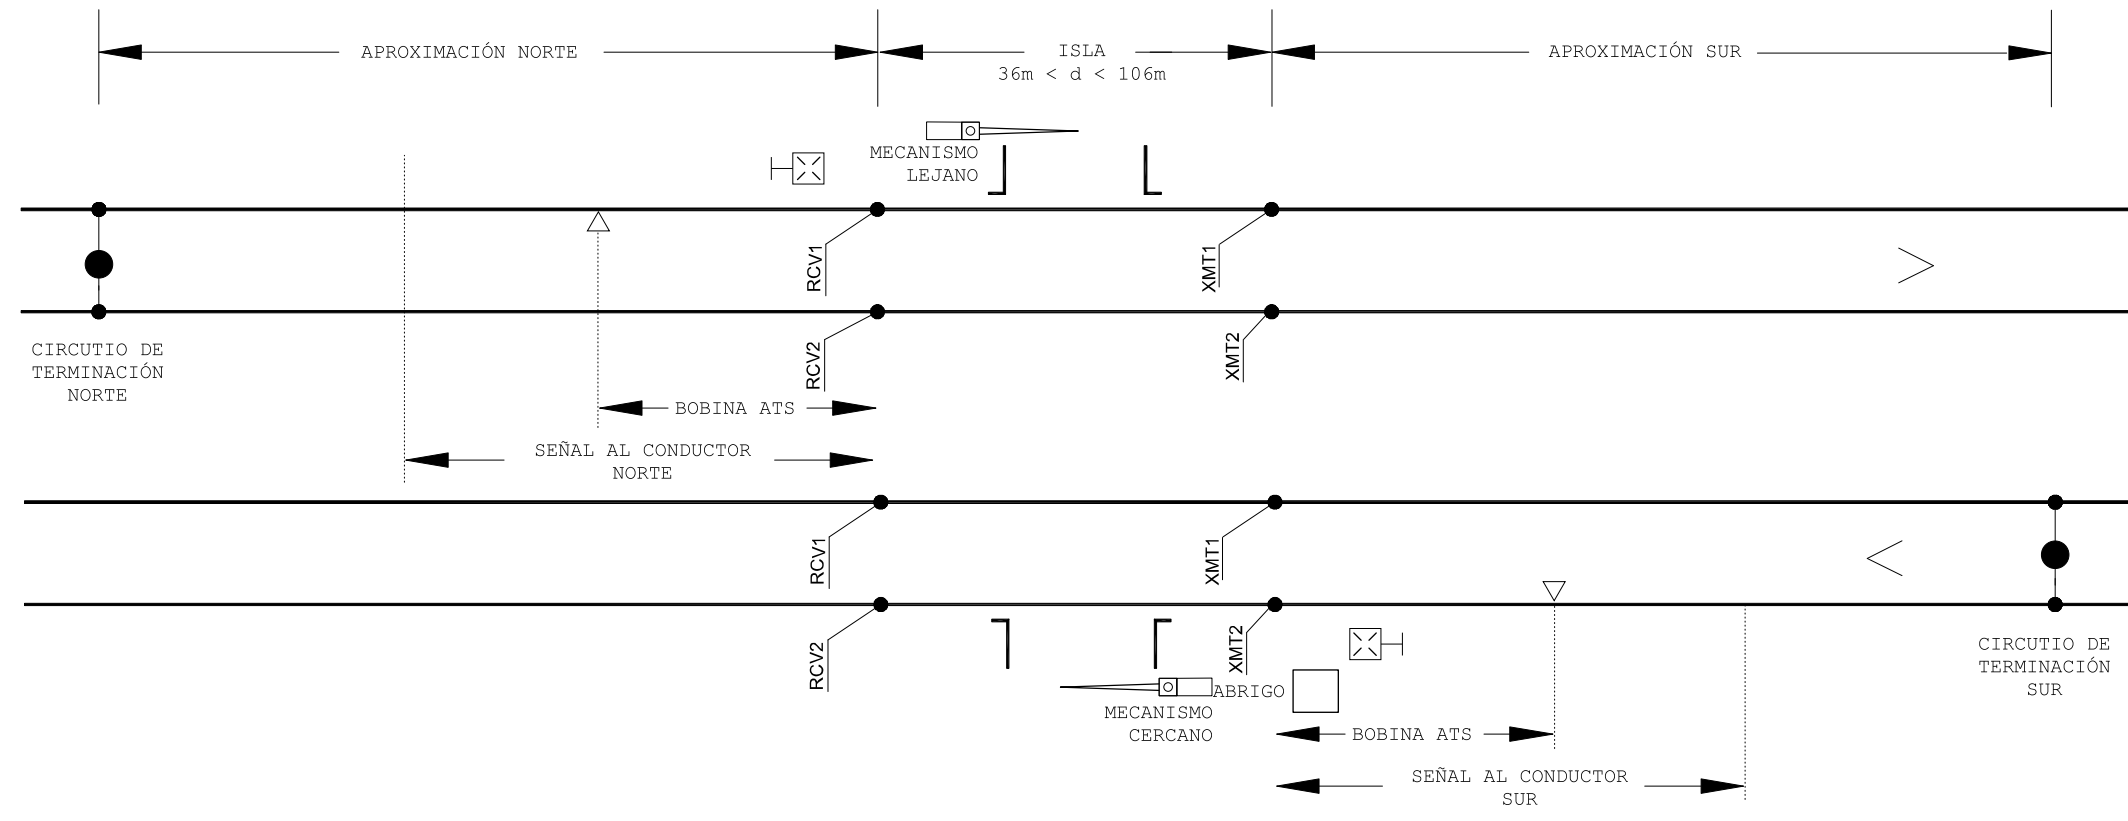 APROXIMACIÓN NORTE
ISLA
36m < d < 106m
APROXIMACIÓN SUR
MECANISMO
LEJANO
RCV1
XMT1
RCV2
XMT2
CIRCUTIO DE
TERMINACIÓN
NORTE
BOBINA ATS
SEÑAL AL CONDUCTOR
NORTE
RCV1
XMT1
RCV2
XMT2
CIRCUTIO DE
TERMINACIÓN
SUR
ABRIGO
MECANISMO
CERCANO
BOBINA ATS
SEÑAL AL CONDUCTOR
SUR